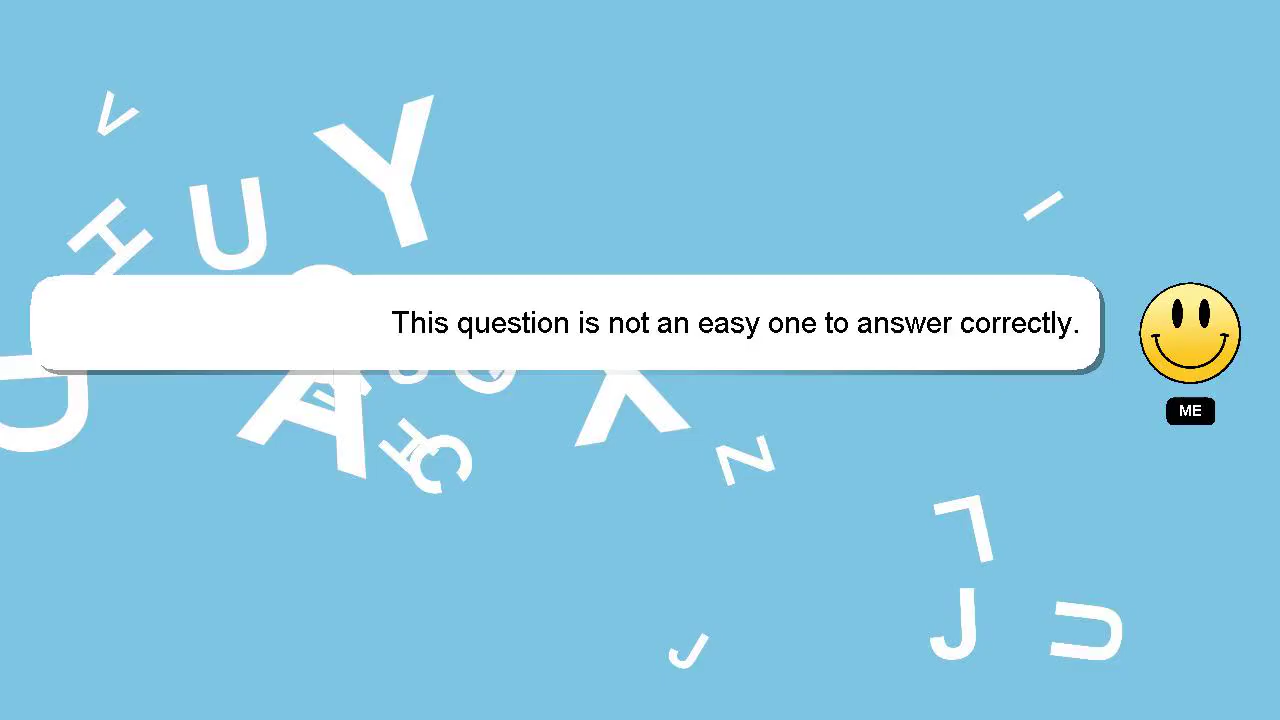 V
U
Y
H
I
This question is not an easy one to answer correctly.
ME
A
X
H
C
N
L
J
U
J